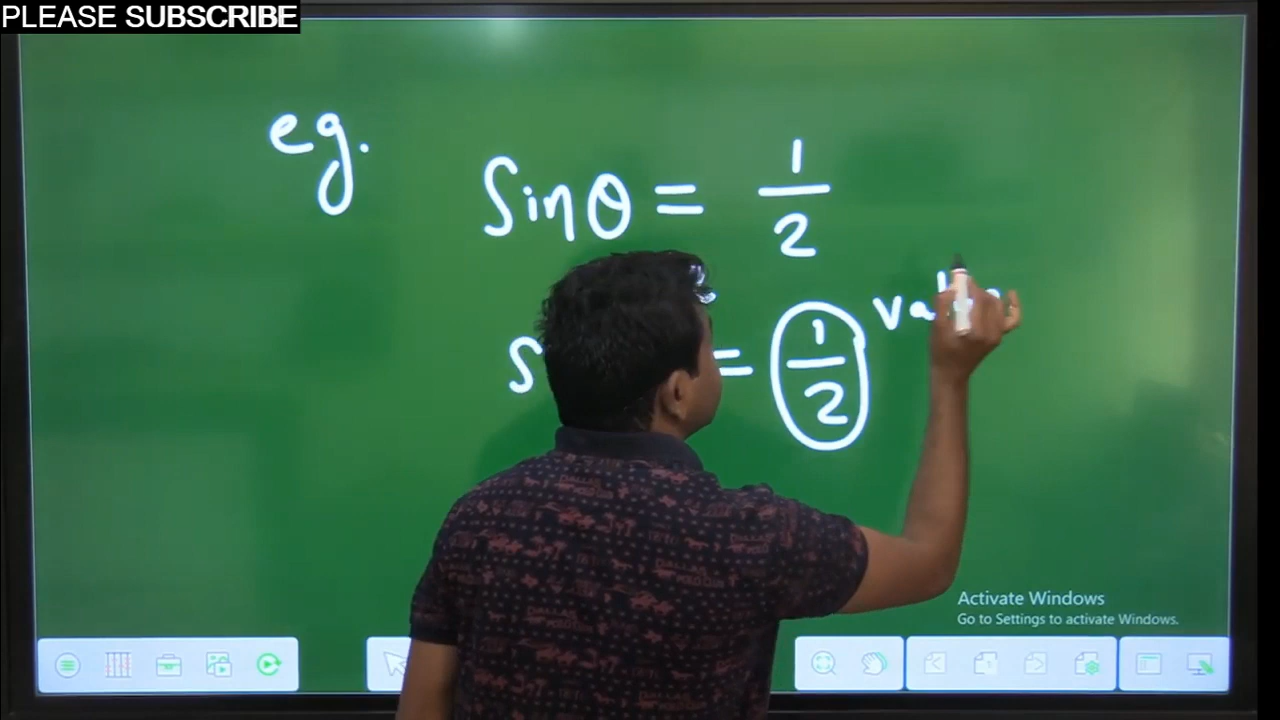 PLEASE SUBSCRIBE
eg.
Sinθ = 1/2
= 1/2
Activate Windows
Go to Settings to activate Windows.